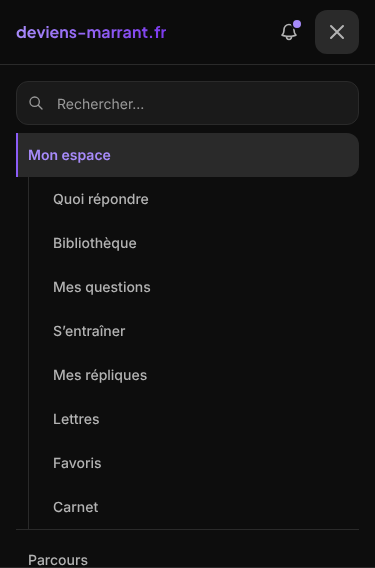 deviens-marrant.fr
Rechercher...
Mon espace
Quoi répondre
Bibliothèque
Mes questions
S’entraîner
Mes répliques
Lettres
Favoris
Carnet
Parcours